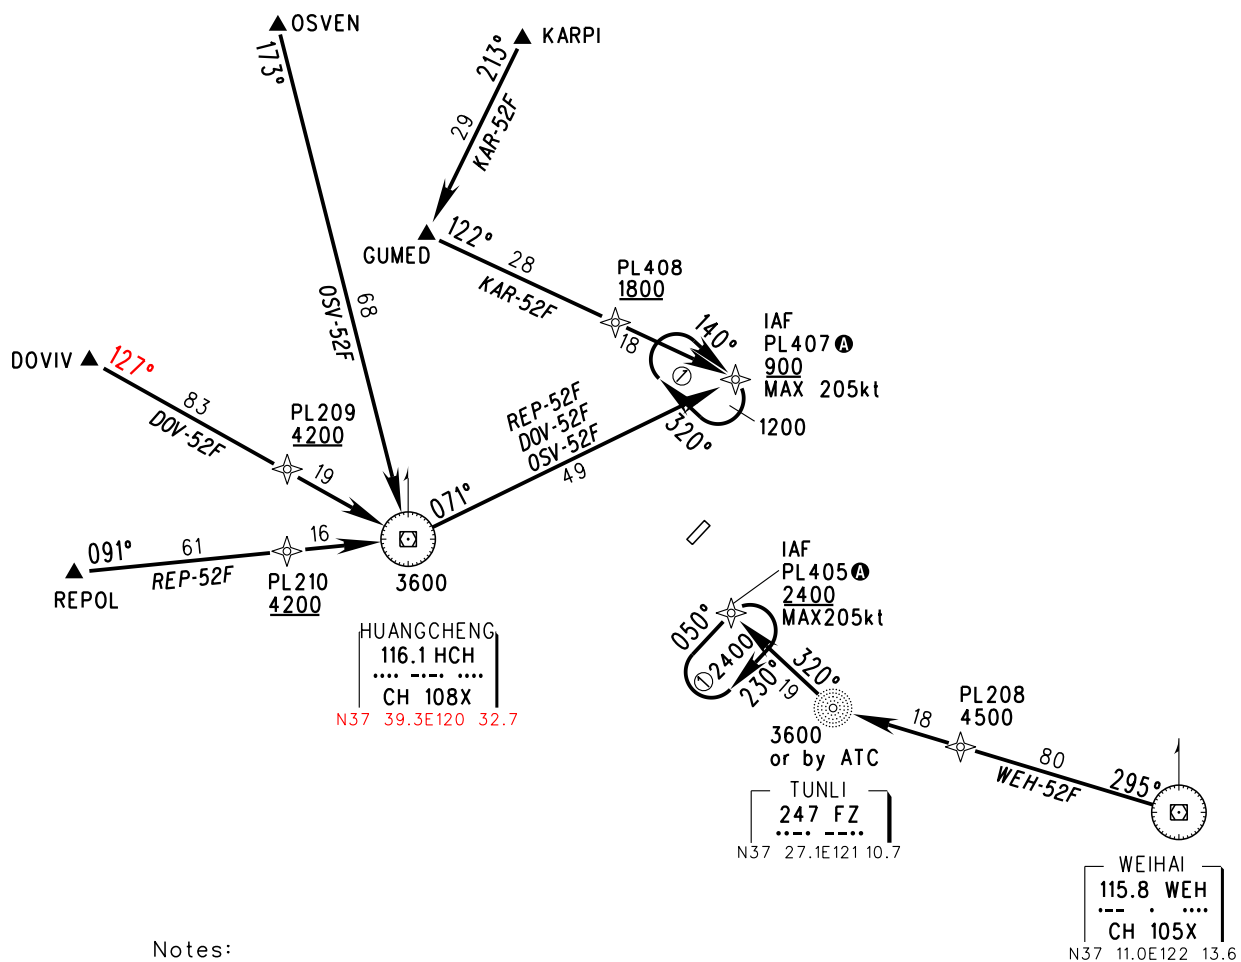 OSVEN
173°
KARPI
213°
29
KAR-52F
GUMED
122°
28
KAR-52F
PL408
1800
18
140°
IAF
PL407 A
900
MAX 205kt
1
320°
1200
68
OSV-52F
DOVIV
127°
83
DOV-52F
PL209
4200
19
REP-52F
DOV-52F
OSV-52F
49
071°
REPOL
091°
61
REP-52F
PL210
4200
16
3600
HUANGCHENG
116.1 HCH
···· -·-· ····
CH 108X
N37 39.3E120 32.7
IAF
PL405 A
2400
MAX205kt
050°
1 2400
230°
19
320°
3600
or by ATC
TUNLI
247 FZ
··-· --··
N37 27.1E121 10.7
PL208
4500
18
80
WEH-52F
295°
WEIHAI
115.8 WEH
·-- · ····
CH 105X
N37 11.0E122 13.6
Notes: